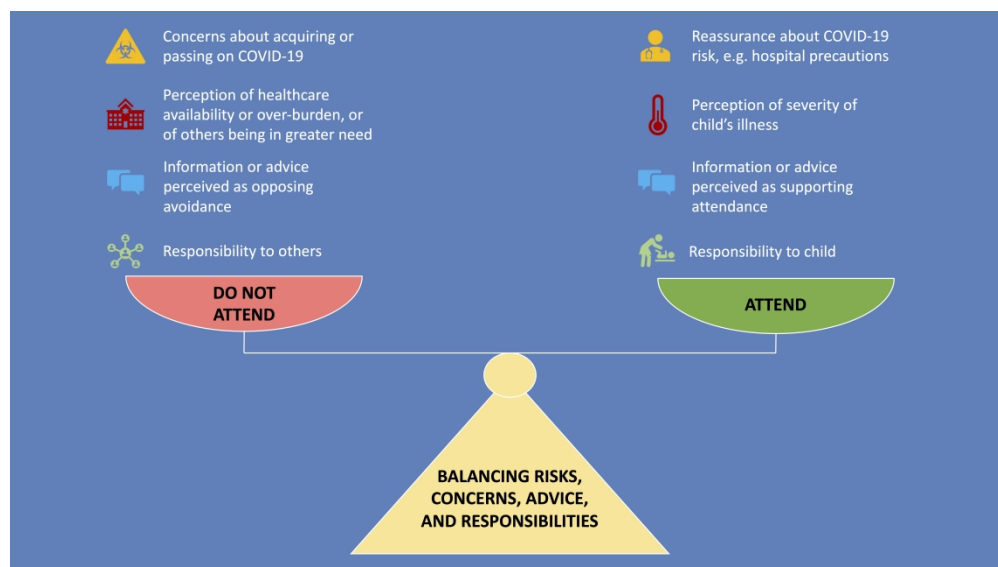 Concerns about acquiring or
passing on COVID-19
Perception of healthcare
availability or over-burden, or
of others being in greater need
Information or advice
perceived as opposing
avoidance
Responsibility to others
DO NOT
ATTEND
Reassurance about COVID-19
risk, e.g. hospital precautions
Perception of severity of
child's illness
Information or advice
perceived as supporting
attendance
Responsibility to child
ATTEND
BALANCING RISKS,
CONCERNS, ADVICE,
AND RESPONSIBILITIES